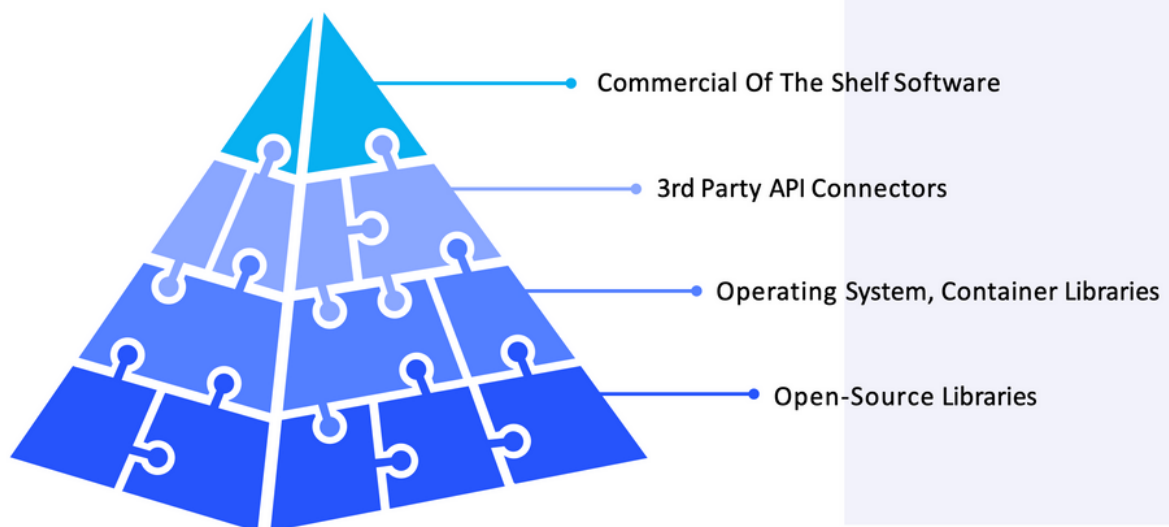 Commercial Of The Shelf Software
3rd Party API Connectors
Operating System, Container Libraries
Open-Source Libraries